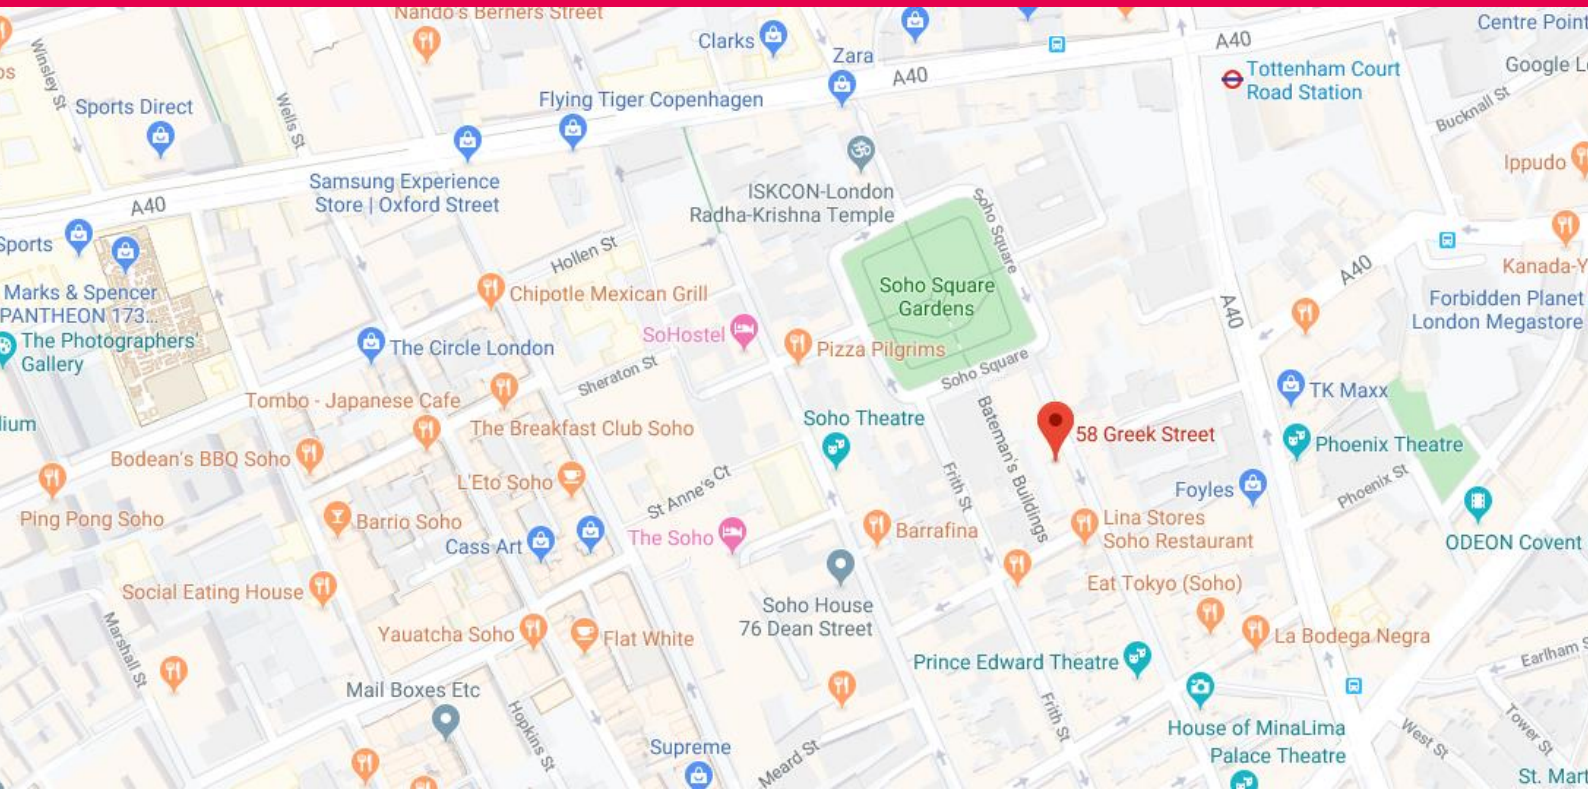 Nando's Berners Street
Centre Point
Clarks
A40
Zara
Google L
Winsley St
Tottenham Court
Road Station
A40
Sports Direct
Wells St
Flying Tiger Copenhagen
Bucknall St
Ippudo
Samsung Experience
Store | Oxford Street
ISKCON-London
Radha-Krishna Temple
A40
Soho Square
Sports
Hollen St
Kanada-Y
A40
Marks & Spencer
PANTHEON 173...
Chipotle Mexican Grill
Soho Square
Gardens
A40
Forbidden Planet
London Megastore
The Photographers'
Gallery
The Circle London
SoHostel
Pizza Pilgrims
Sheraton St
Soho Square
TK Maxx
Tombo - Japanese Cafe
The Breakfast Club Soho
Soho Theatre
Bateman's Buildings
58 Greek Street
Phoenix Theatre
lium
Bodean's BBQ Soho
L'Eto Soho
St Anne's Ct
Frith St
Foyles
Phoenix St
Ping Pong Soho
Barrio Soho
Cass Art
The Soho
Barrafina
Lina Stores
Soho Restaurant
ODEON Covent
Social Eating House
Soho House
76 Dean Street
Eat Tokyo (Soho)
Marshall St
Yauatcha Soho
Flat White
La Bodega Negra
Prince Edward Theatre
Earlham S
Mail Boxes Etc
Hopkins St
Frith St
House of MinaLima
Palace Theatre
West St
Tower St
Supreme
Meard St
St. Mart